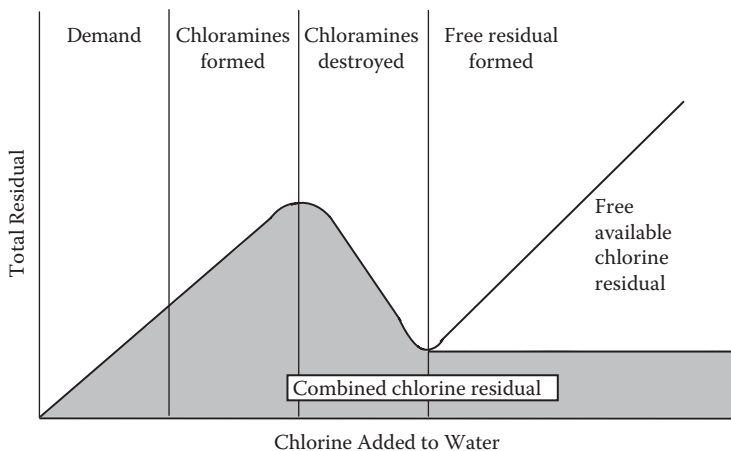 Demand
Chloramines
formed
Chloramines
destroyed
Free residual
formed
Total Residual
Free
available
chlorine
residual
Combined chlorine residual
Chlorine Added to Water